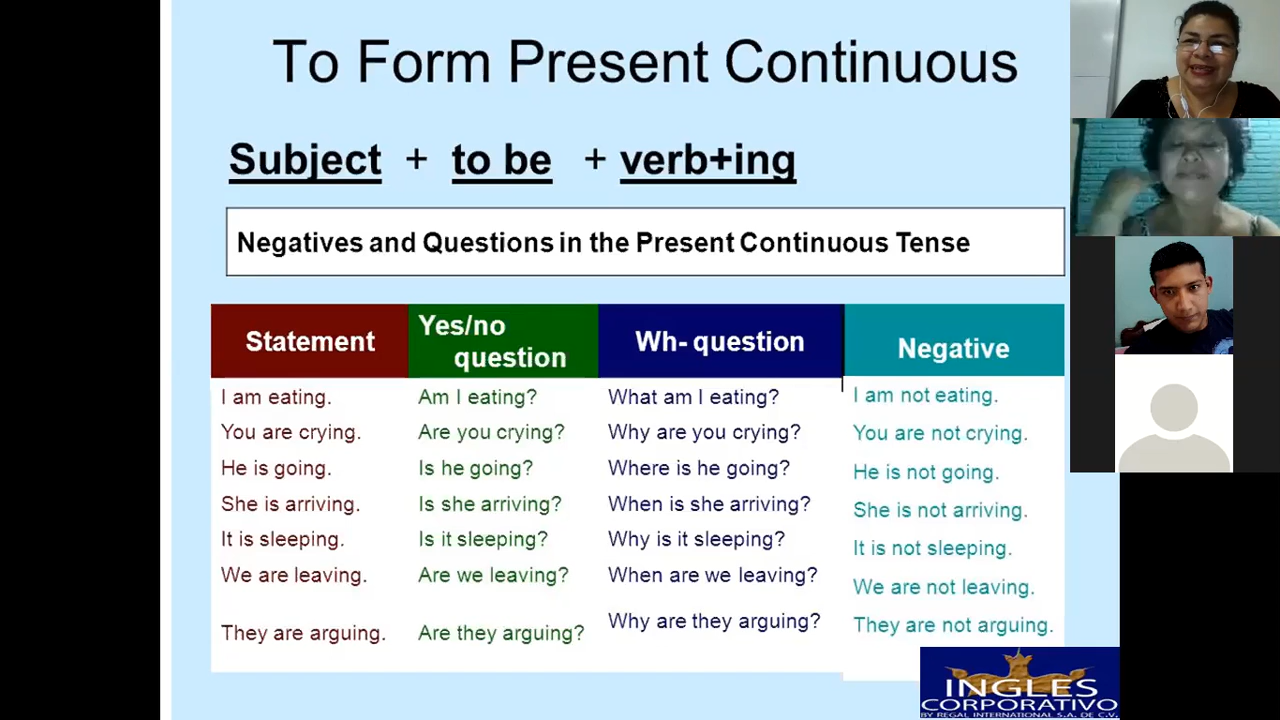 To Form Present Continuous
Subject + to be + verb+ing
Negatives and Questions in the Present Continuous Tense
Statement
Yes/no
question
Wh- question
Negative
I am eating.
Am I eating?
What am I eating?
I am not eating.
You are crying.
Are you crying?
Why are you crying?
You are not crying.
He is going.
Is he going?
Where is he going?
He is not going.
She is arriving.
Is she arriving?
When is she arriving?
She is not arriving.
It is sleeping.
Is it sleeping?
Why is it sleeping?
It is not sleeping.
We are leaving.
Are we leaving?
When are we leaving?
We are not leaving.
They are arguing.
Are they arguing?
Why are they arguing?
They are not arguing.
INGLES
CORPORATIVO
BY REGAL INTERNATIONAL S.A. DE C.V.